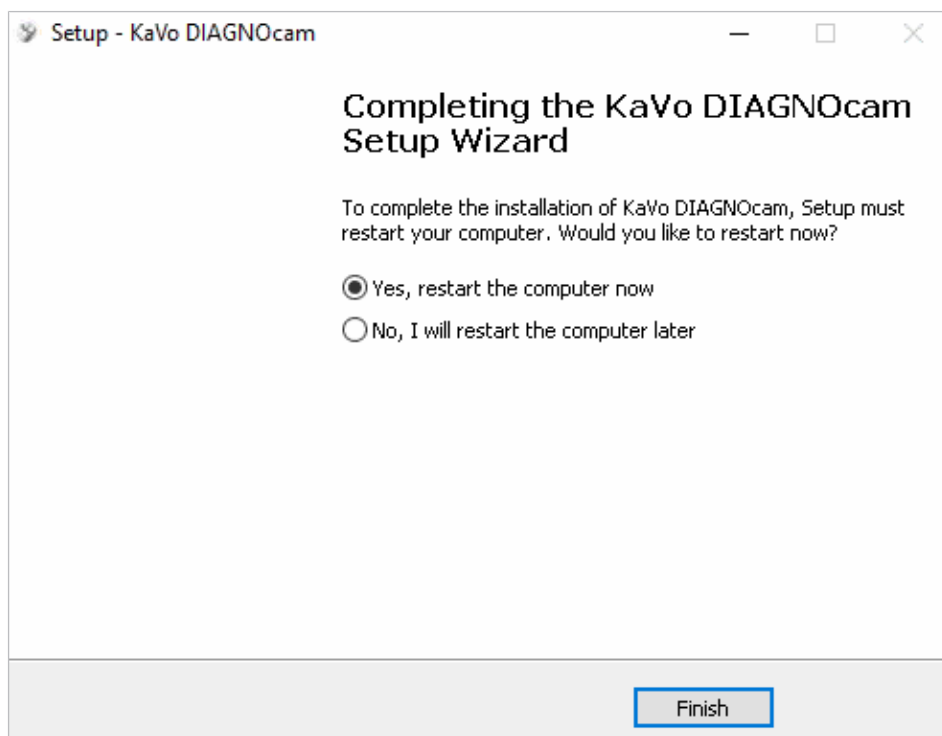 Setup - KaVo DIAGNOcam
Completing the KaVo DIAGNOcam
Setup Wizard
To complete the installation of KaVo DIAGNOcam, Setup must
restart your computer. Would you like to restart now?
Yes, restart the computer now
No, I will restart the computer later
Finish